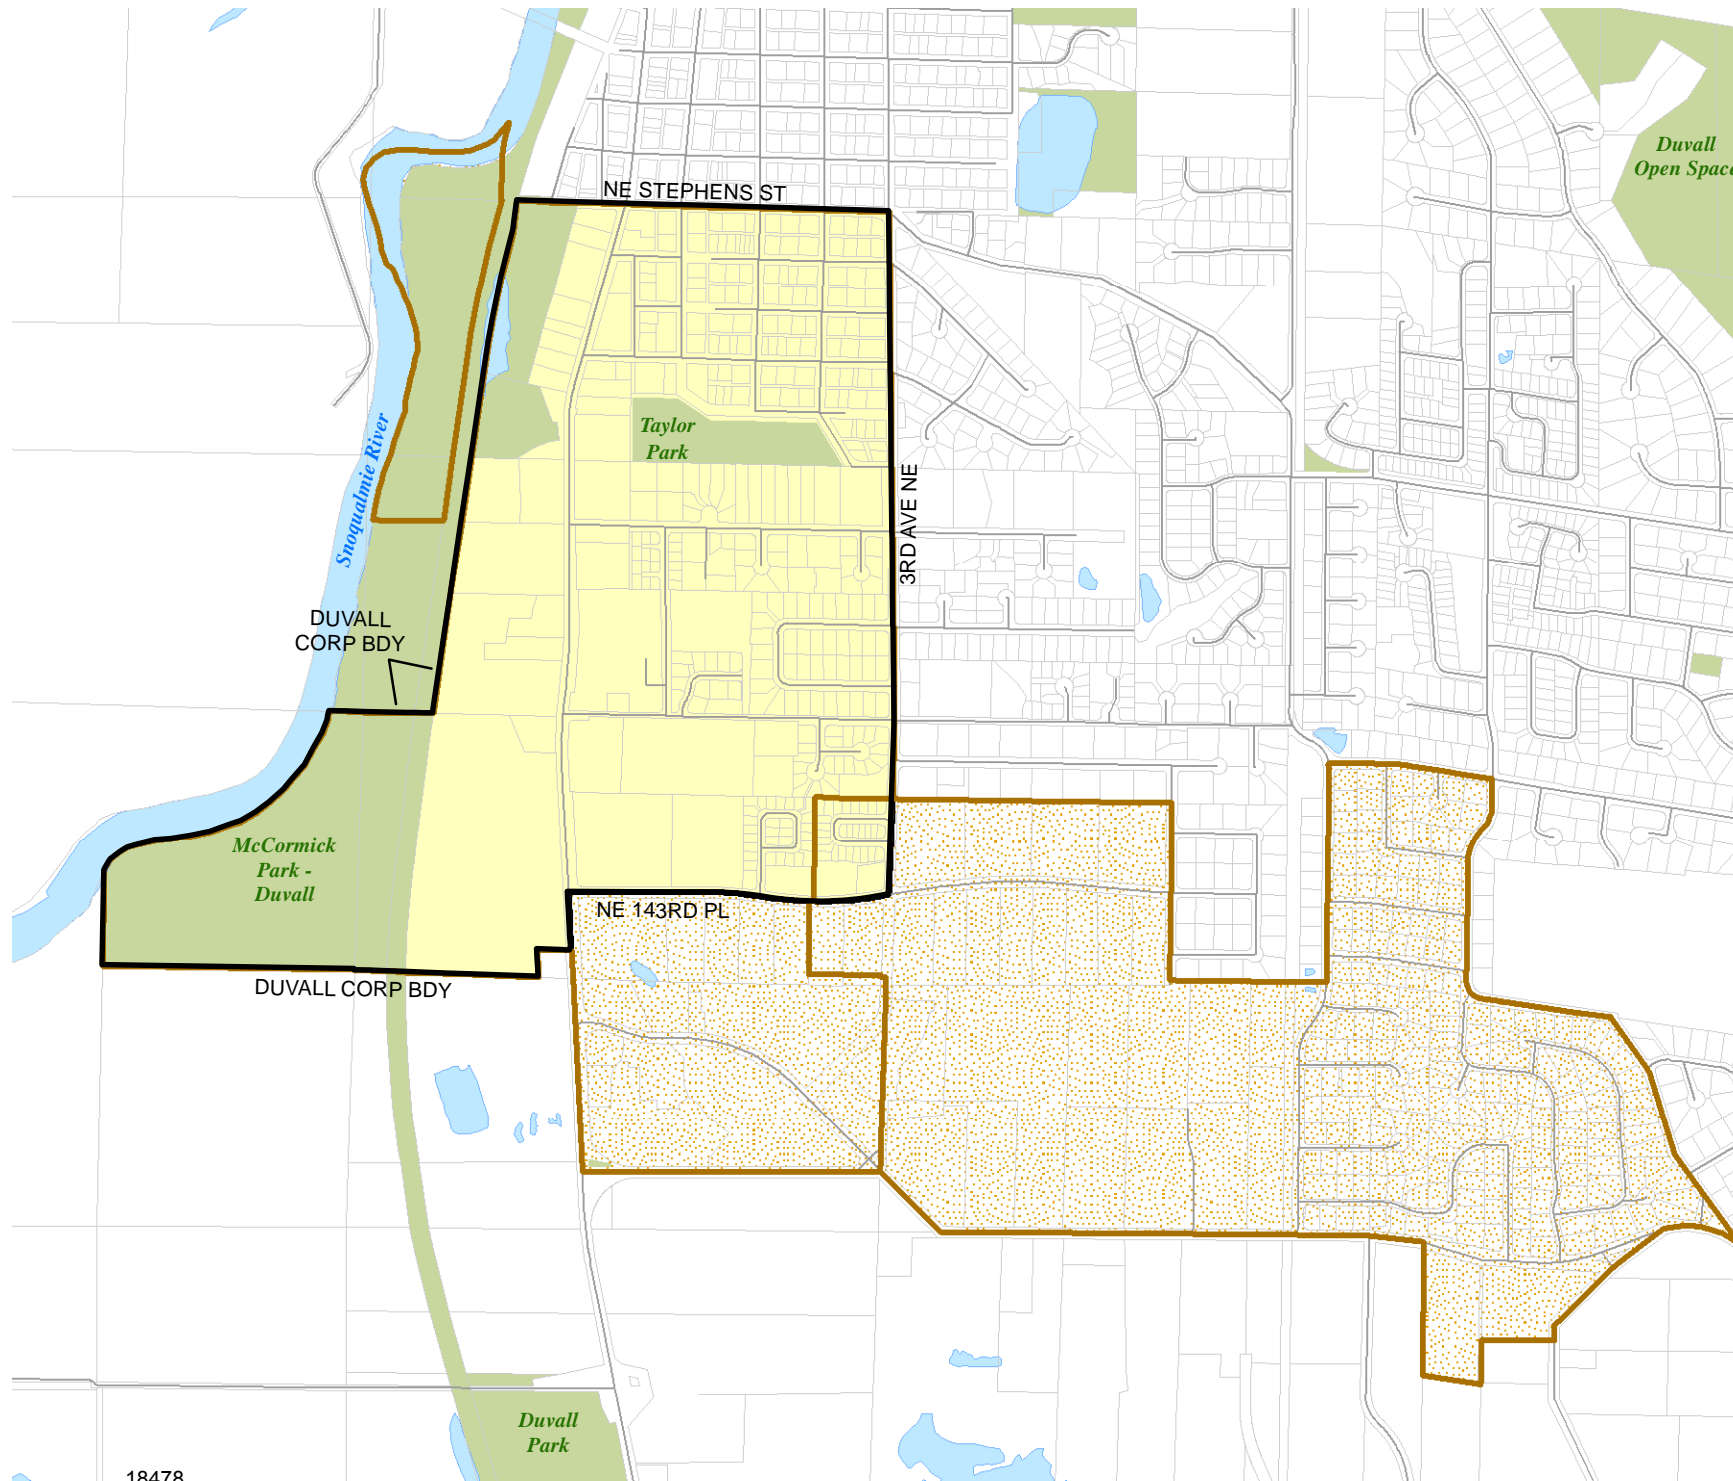 Duvall
Open Space
NE STEPHENS ST
Taylor
Park
Snoqualmie River
3RD AVE NE
DUVALL
CORP BDY
McCormick
Park -
Duvall
NE 143RD PL
DUVALL CORP BDY
Duvall
Park
18478